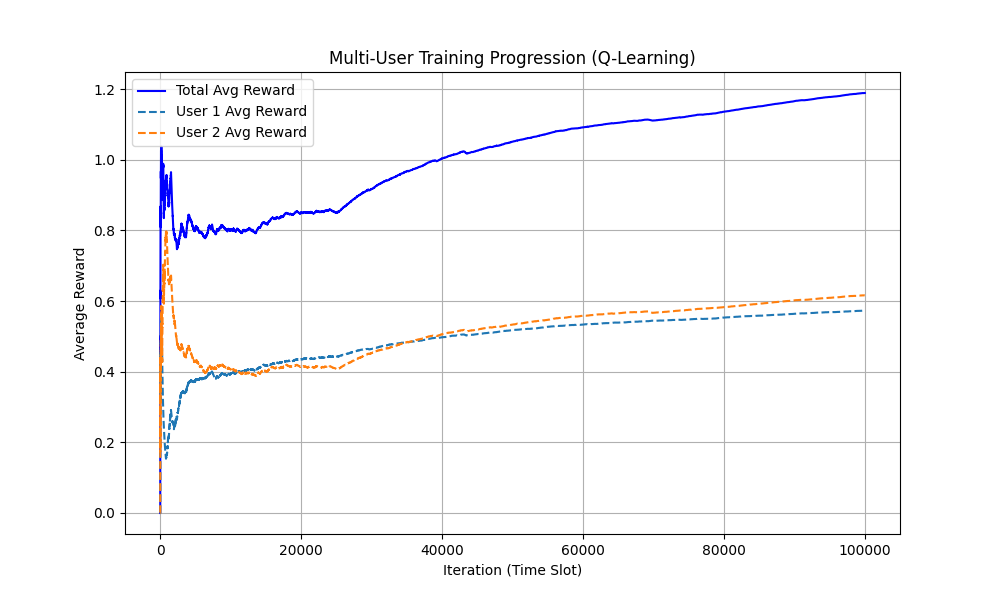 Multi-User Training Progression (Q-Learning)
Total Avg Reward
User 1 Avg Reward
User 2 Avg Reward
Average Reward
1.2
1.0
0.8
0.6
0.4
0.2
0.0
0 20000 40000 60000 80000 100000
Iteration (Time Slot)